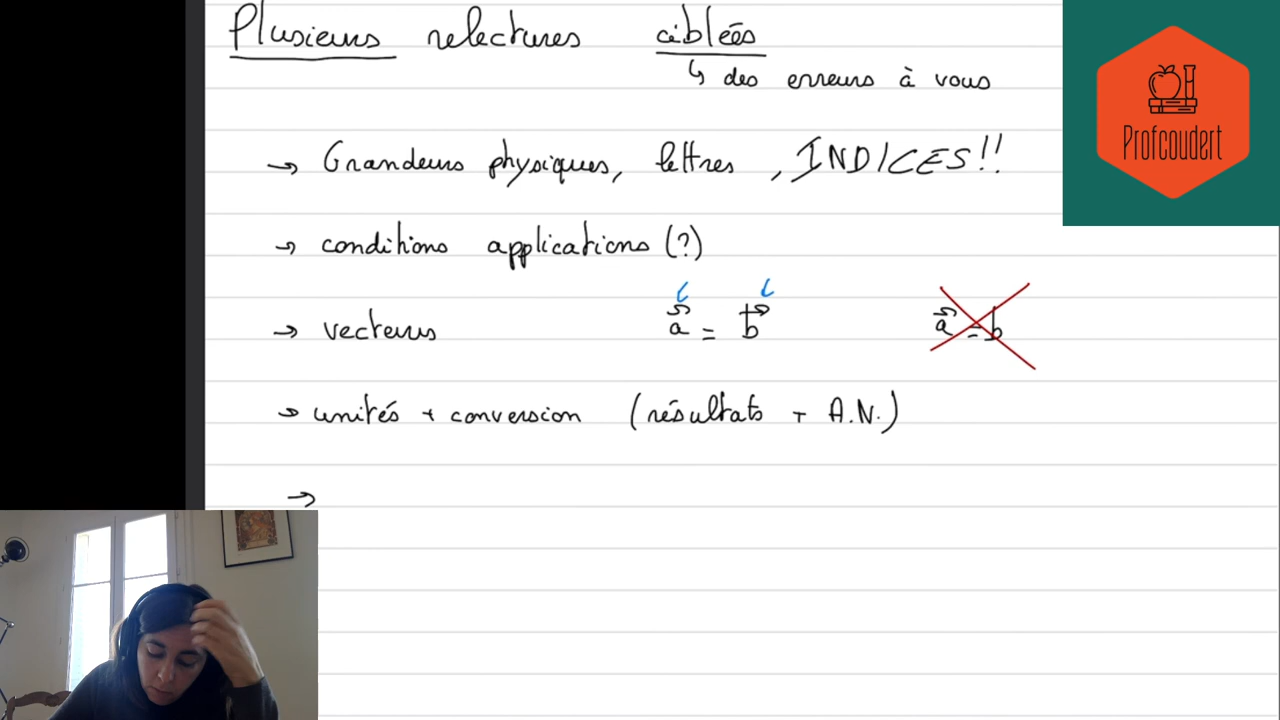 Plusieurs relectures ciblées
↳ des erreurs à vous
Profcoudert
→ Grandeurs physiques, lettres, INDICES!!
→ conditions applications (?)
→ vecteurs a⃗ = b⃗ a⃗ = b
→ unités + conversion (résultats + A.N.)
→